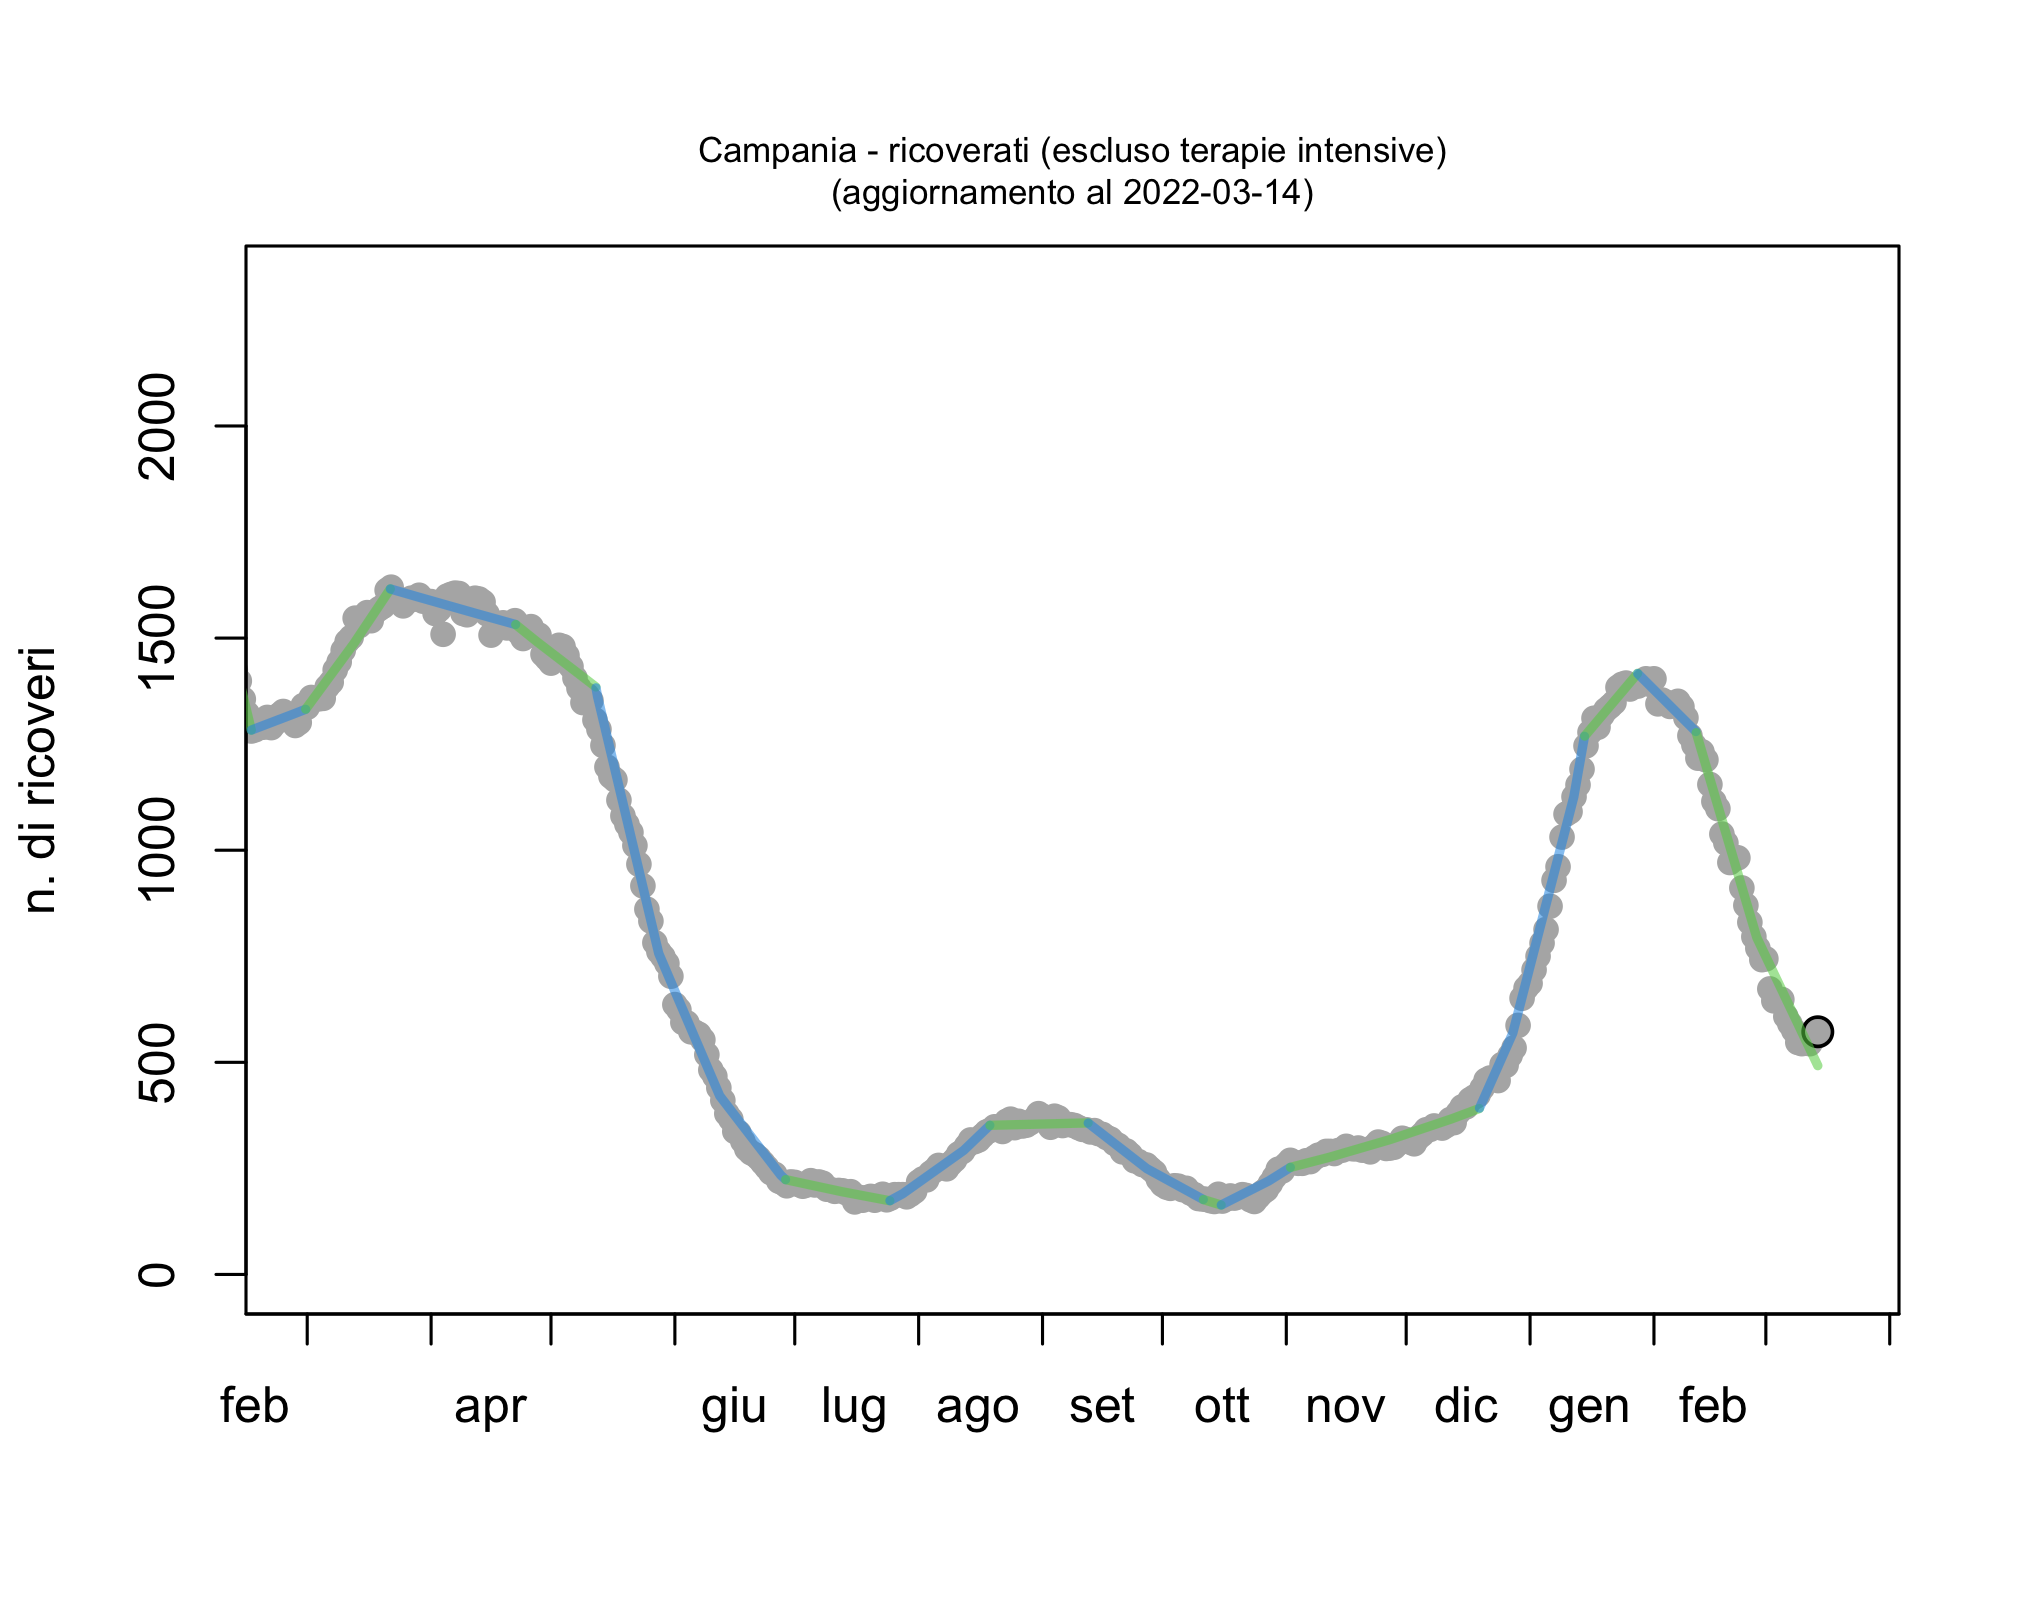 Campania - ricoverati (escluso terapie intensive)
(aggiornamento al 2022-03-14)
n. di ricoveri
2000
1500
1000
500
0
feb apr giu lug ago set ott nov dic gen feb